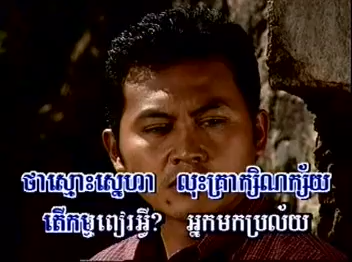 ថាស្មោះស្នេហា លុះគ្រាក្សិណក្ស័យ
តើកម្មពៀរអ្វី? អ្នកមកប្រល័យ